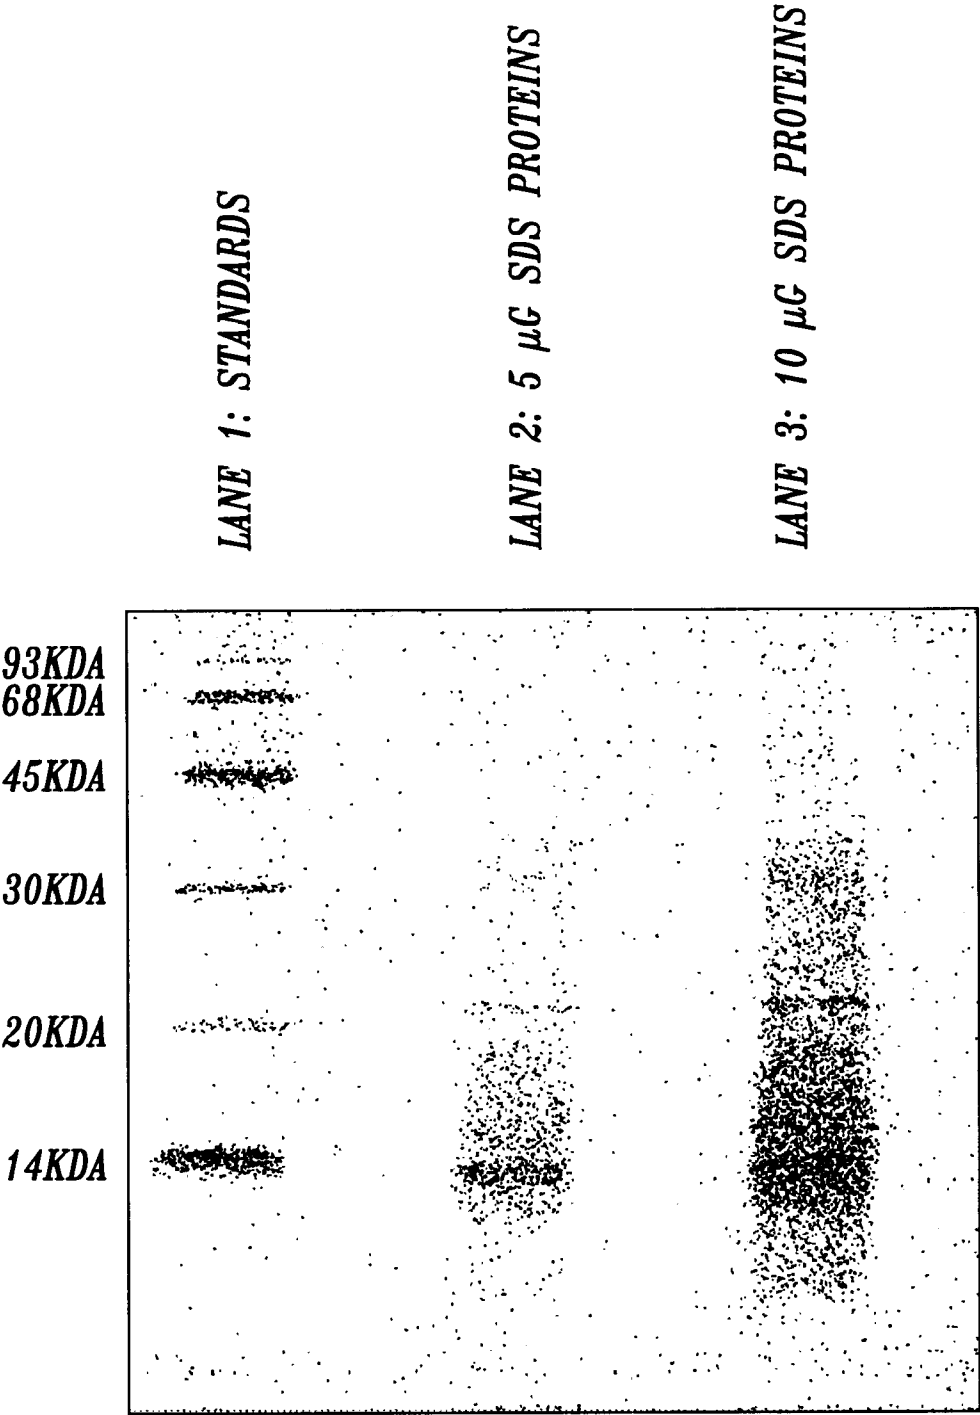 LANE 1: STANDARDS
LANE 2: 5 µG SDS PROTEINS
LANE 3: 10 µG SDS PROTEINS
93KDA
68KDA
45KDA
30KDA
20KDA
14KDA